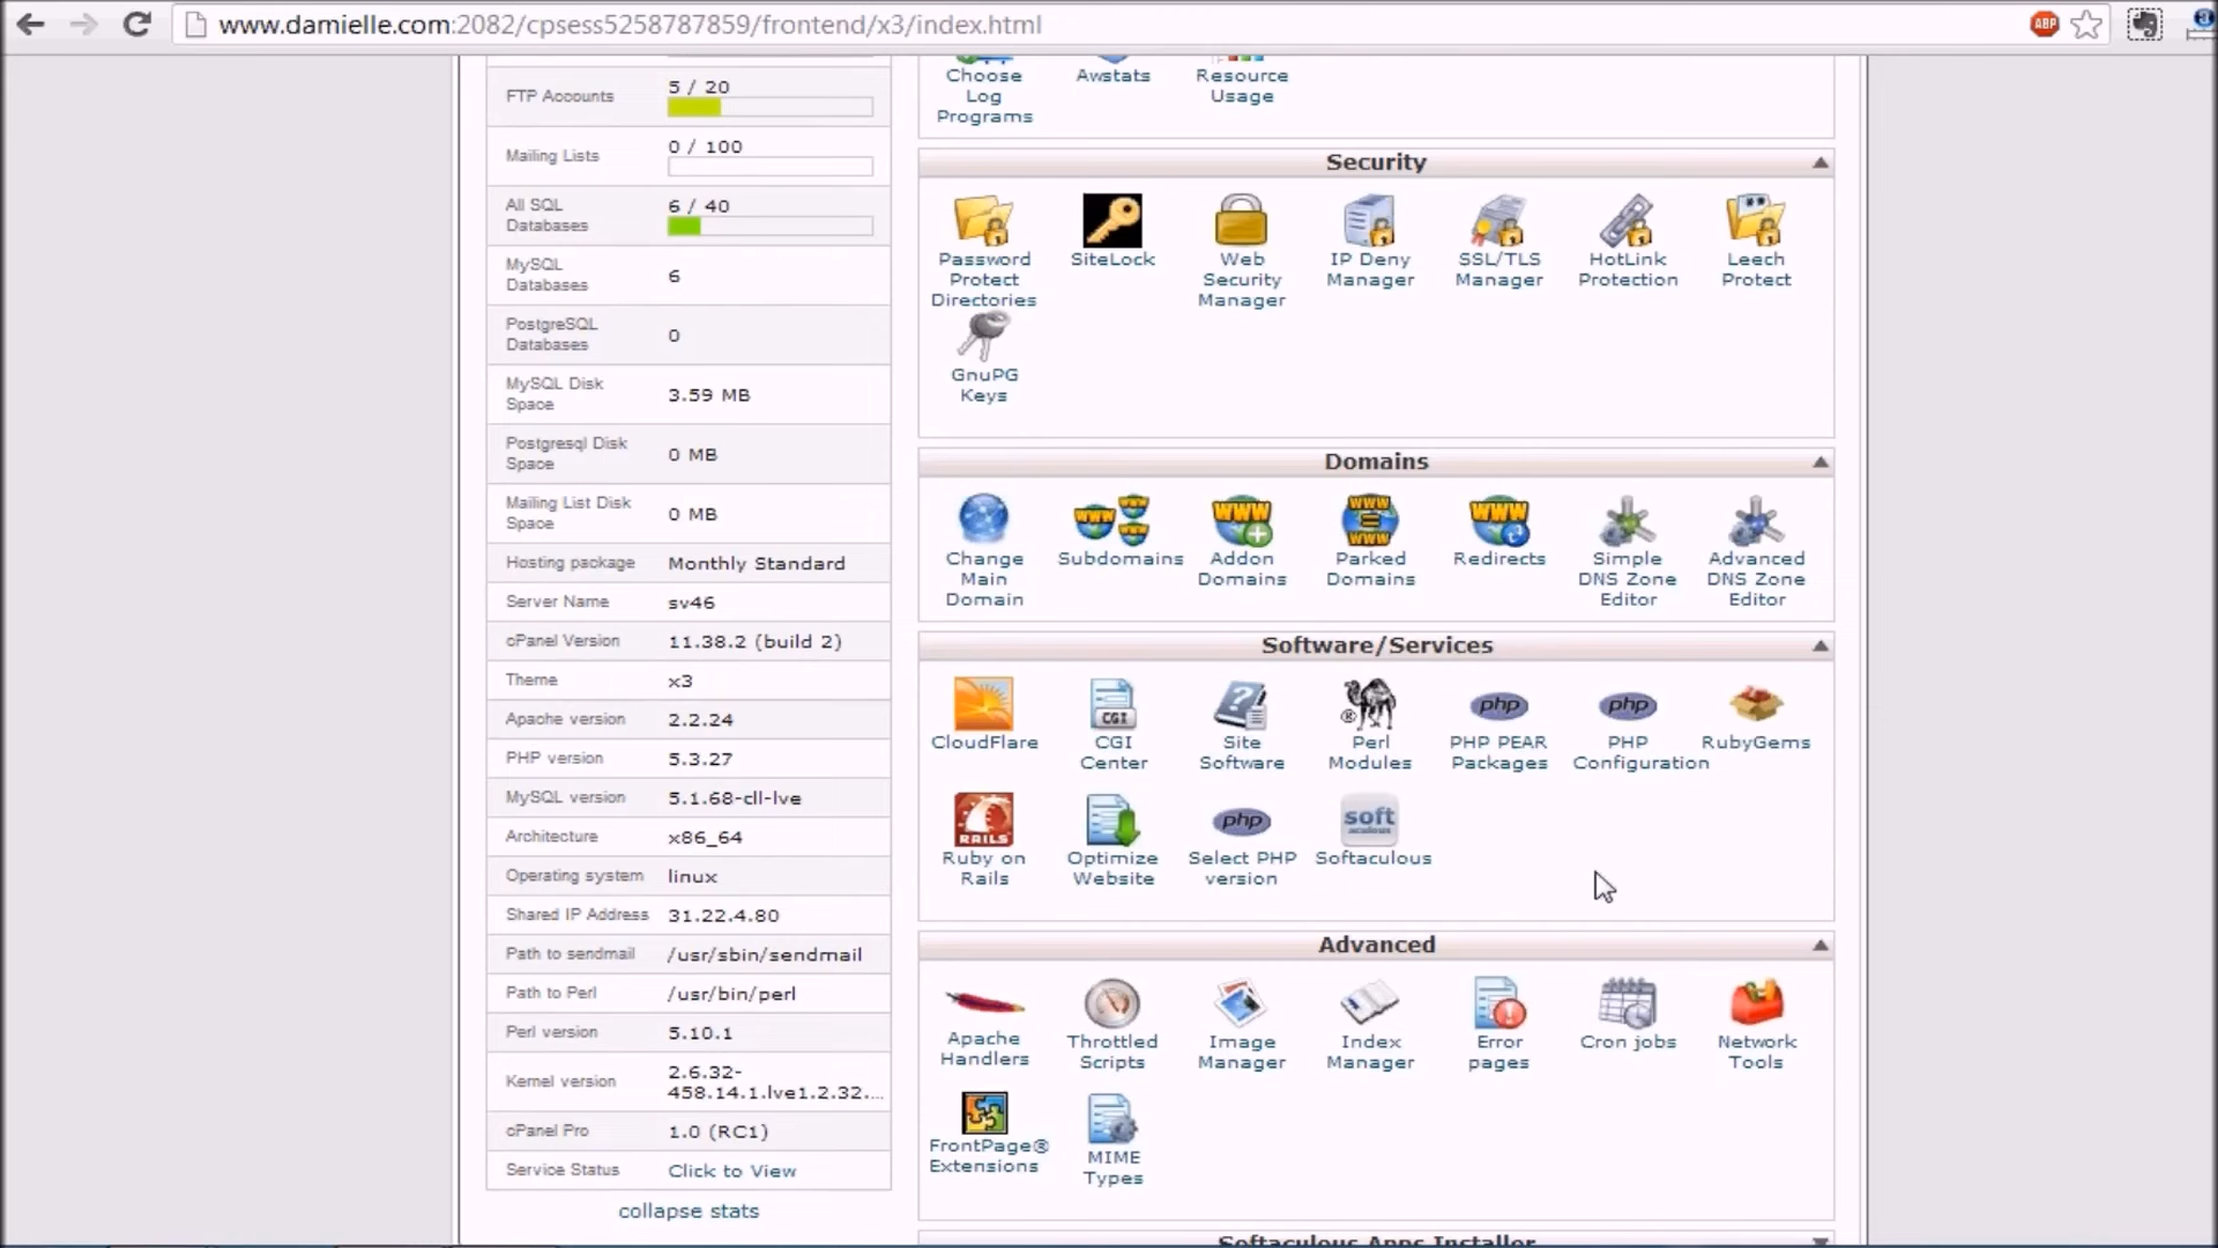 www.damielle.com:2082/cpsess5258787859/frontend/x3/index.html
ABP
FTP Accounts
5 / 20
Mailing Lists
0 / 100
All SQL
Databases
6 / 40
MySQL
Databases
6
PostgreSQL
Databases
0
MySQL Disk
Space
3.59 MB
Postgresql Disk
Space
0 MB
Mailing List Disk
Space
0 MB
Hosting package
Monthly Standard
Server Name
sv46
cPanel Version
11.38.2 (build 2)
Theme
x3
Apache version
2.2.24
PHP version
5.3.27
MySQL version
5.1.68-cll-lve
Architecture
x86_64
Operating system
linux
Shared IP Address
31.22.4.80
Path to sendmail
/usr/sbin/sendmail
Path to Perl
/usr/bin/perl
Perl version
5.10.1
Kernel version
2.6.32-
458.14.1.lve1.2.32....
cPanel Pro
1.0 (RC1)
Service Status
Click to View
collapse stats
Choose
Log
Programs
Awstats
Resource
Usage
Security
Password
Protect
Directories
SiteLock
Web
Security
Manager
IP Deny
Manager
SSL/TLS
Manager
HotLink
Protection
Leech
Protect
GnuPG
Keys
Domains
Change
Main
Domain
Subdomains
Addon
Domains
Parked
Domains
Redirects
Simple
DNS Zone
Editor
Advanced
DNS Zone
Editor
Software/Services
CloudFlare
CGI
CGI
Center
Site
Software
Perl
Modules
php
PHP PEAR
Packages
php
PHP
Configuration
RubyGems
RAILS
Ruby on
Rails
Optimize
Website
php
Select PHP
version
soft
aculous
Softaculous
Advanced
Apache
Handlers
Throttled
Scripts
Image
Manager
Index
Manager
Error
pages
Cron jobs
Network
Tools
FrontPage®
Extensions
MIME
Types
Softaculous Apps Installer